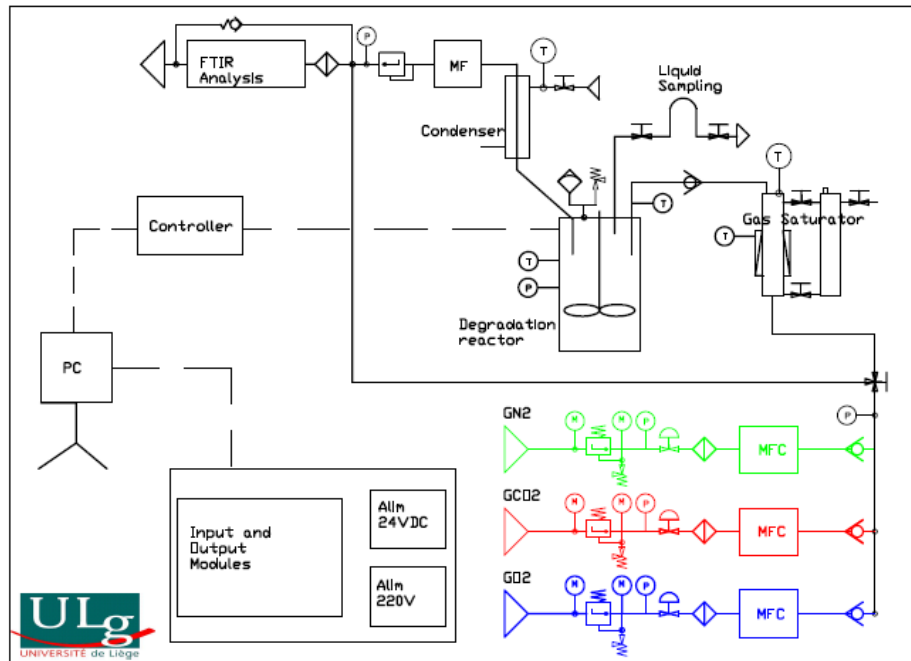 P
FTIR
Analysis
MF
T
Liquid
Sampling
Condenser
T
T
Gas Saturator
T
Controller
T
P
Degradation
reactor
PC
P
GN2
M
M
P
MFC
GCO2
M
M
P
MFC
GO2
M
M
P
MFC
Input and
Output
Modules
Alim
24VDC
Alim
220V
ULg
UNIVERSITÉ de Liège